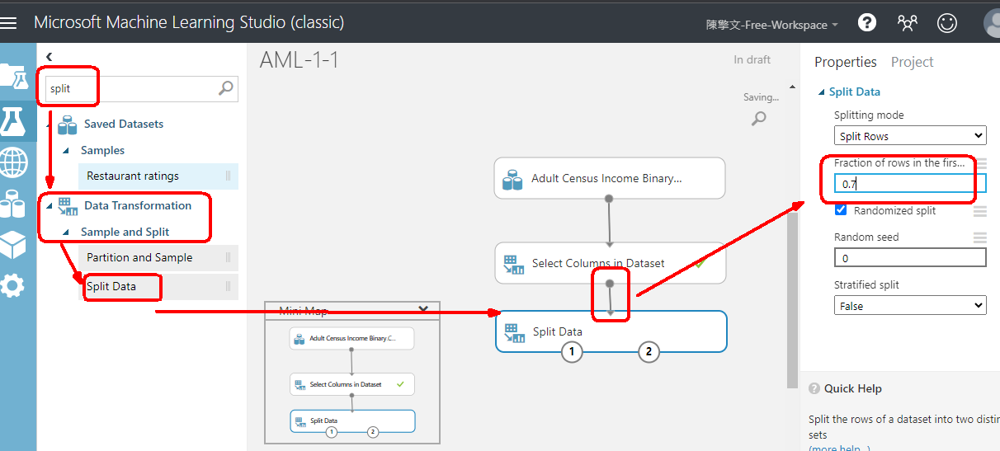 Microsoft Machine Learning Studio (classic)
陳擎文-Free-Workspace
?
split
Saved Datasets
Samples
Restaurant ratings
Data Transformation
Sample and Split
Partition and Sample
Split Data
AML-1-1
In draft
Saving...
Adult Census Income Binary...
Select Columns in Dataset
Split Data
1
2
Mini Map
Adult Census Income Binary.C...
Select Columns in Dataset
Split Data
1
2
Properties
Project
Split Data
Splitting mode
Split Rows
Fraction of rows in the firs...
0.7
Randomized split
Random seed
0
Stratified split
False
? Quick Help
Split the rows of a dataset into two distin
sets
(more help...)